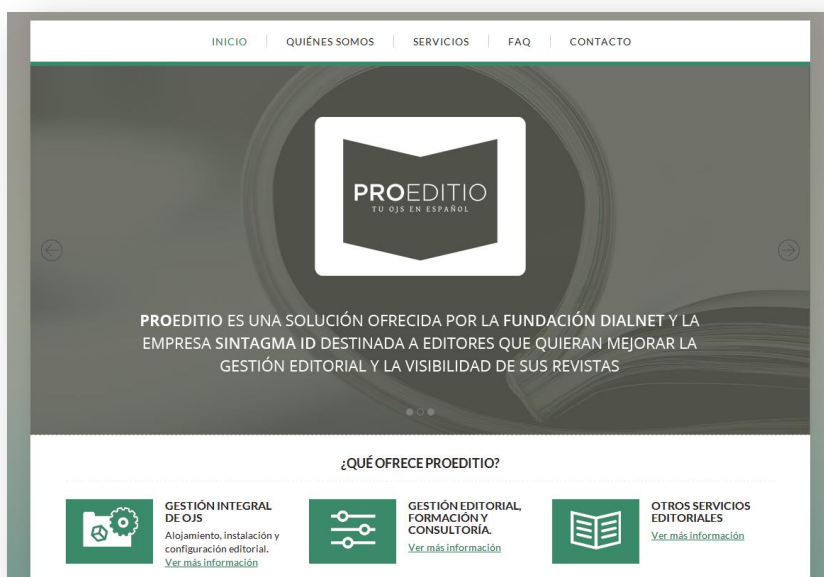 INICIO QUIÉNES SOMOS SERVICIOS FAQ CONTACTO
PROEDITIO
TU OJS EN ESPAÑOL
PROEDITIO ES UNA SOLUCIÓN OFRECIDA POR LA FUNDACIÓN DIALNET Y LA
EMPRESA SINTAGMA ID DESTINADA A EDITORES QUE QUIERAN MEJORAR LA
GESTIÓN EDITORIAL Y LA VISIBILIDAD DE SUS REVISTAS
¿QUÉ OFRECE PROEDITIO?
GESTIÓN INTEGRAL
DE OJS
Alojamiento, instalación y
configuración editorial.
Ver más información
GESTIÓN EDITORIAL,
FORMACIÓN Y
CONSULTORÍA.
Ver más información
OTROS SERVICIOS
EDITORIALES
Ver más información